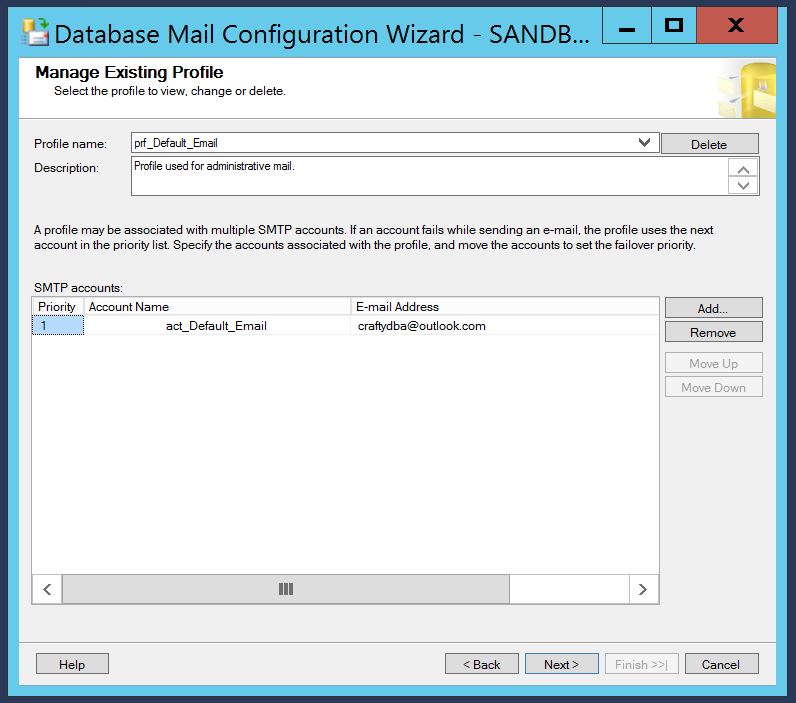 Database Mail Configuration Wizard - SANDB...
Manage Existing Profile
Select the profile to view, change or delete.
Profile name: prf_Default_Email Delete
Description: Profile used for administrative mail.
A profile may be associated with multiple SMTP accounts. If an account fails while sending an e-mail, the profile uses the next
account in the priority list. Specify the accounts associated with the profile, and move the accounts to set the failover priority.
SMTP accounts:
Priority Account Name E-mail Address Add...
1 act_Default_Email craftydba@outlook.com Remove
Move Up
Move Down
Help < Back Next > Finish >>| Cancel